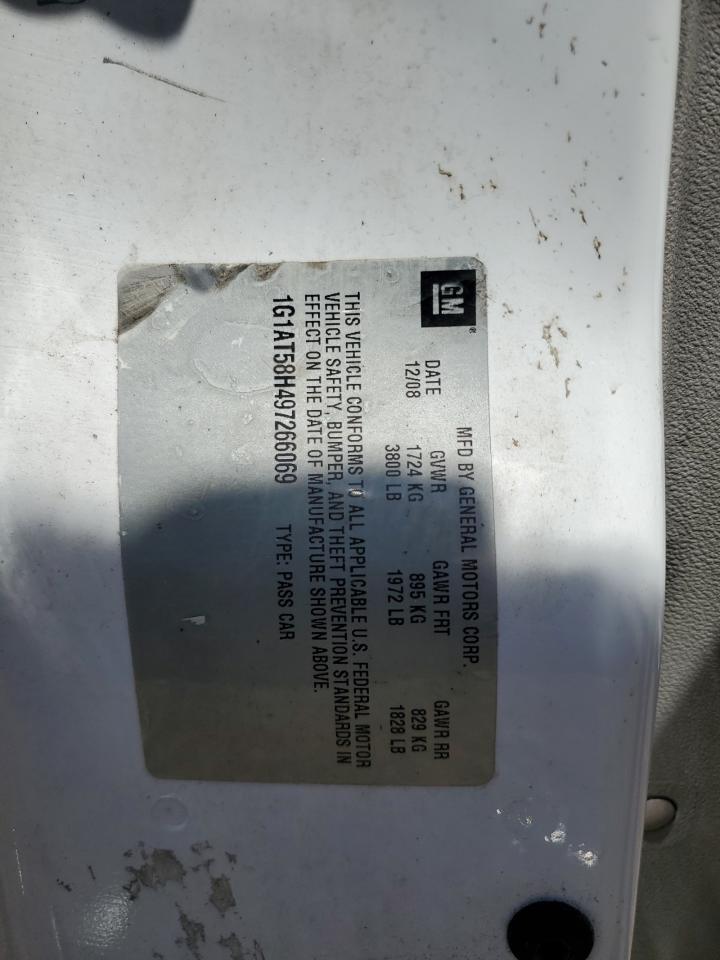 GM ®
MFD BY GENERAL MOTORS CORP.
DATE GVWR GAWR FRT GAWR RR
12/08 1724 KG 895 KG 829 KG
3800 LB 1972 LB 1828 LB
THIS VEHICLE CONFORMS TO ALL APPLICABLE U.S. FEDERAL MOTOR
VEHICLE SAFETY, BUMPER, AND THEFT PREVENTION STANDARDS IN
EFFECT ON THE DATE OF MANUFACTURE SHOWN ABOVE.
1G1AT58H497266069 TYPE: PASS CAR